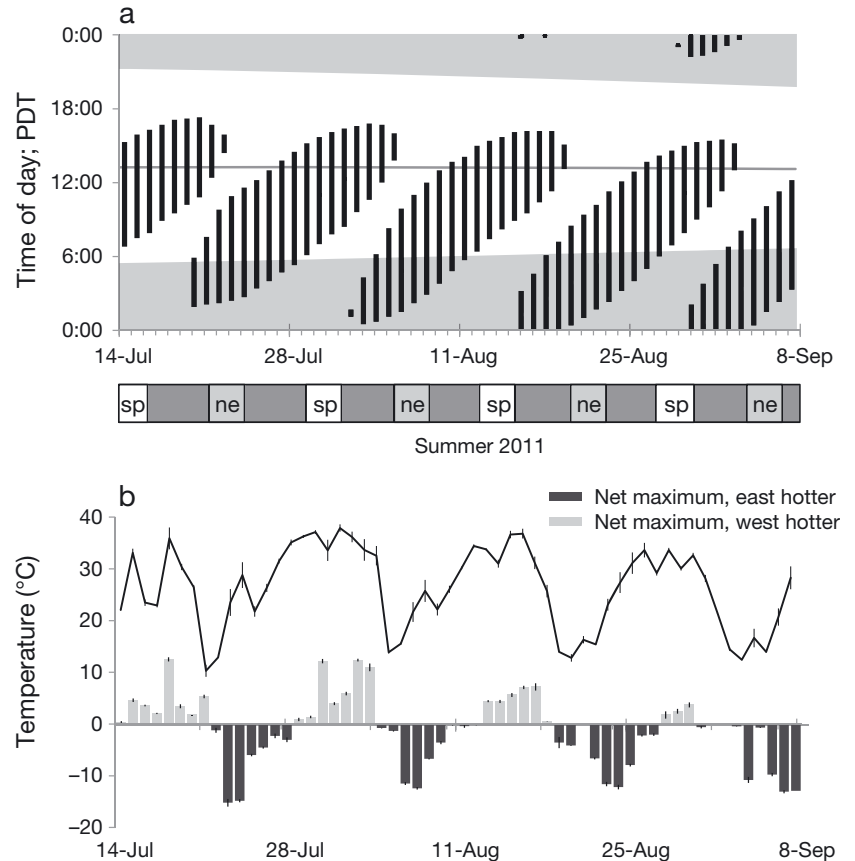 a
0:00
18:00
12:00
6:00
0:00
Time of day; PDT
14-Jul 28-Jul 11-Aug 25-Aug 8-Sep
sp ne sp ne sp ne sp ne
Summer 2011
b
Net maximum, east hotter
Net maximum, west hotter
40
30
20
10
0
−10
−20
Temperature (°C)
14-Jul 28-Jul 11-Aug 25-Aug 8-Sep